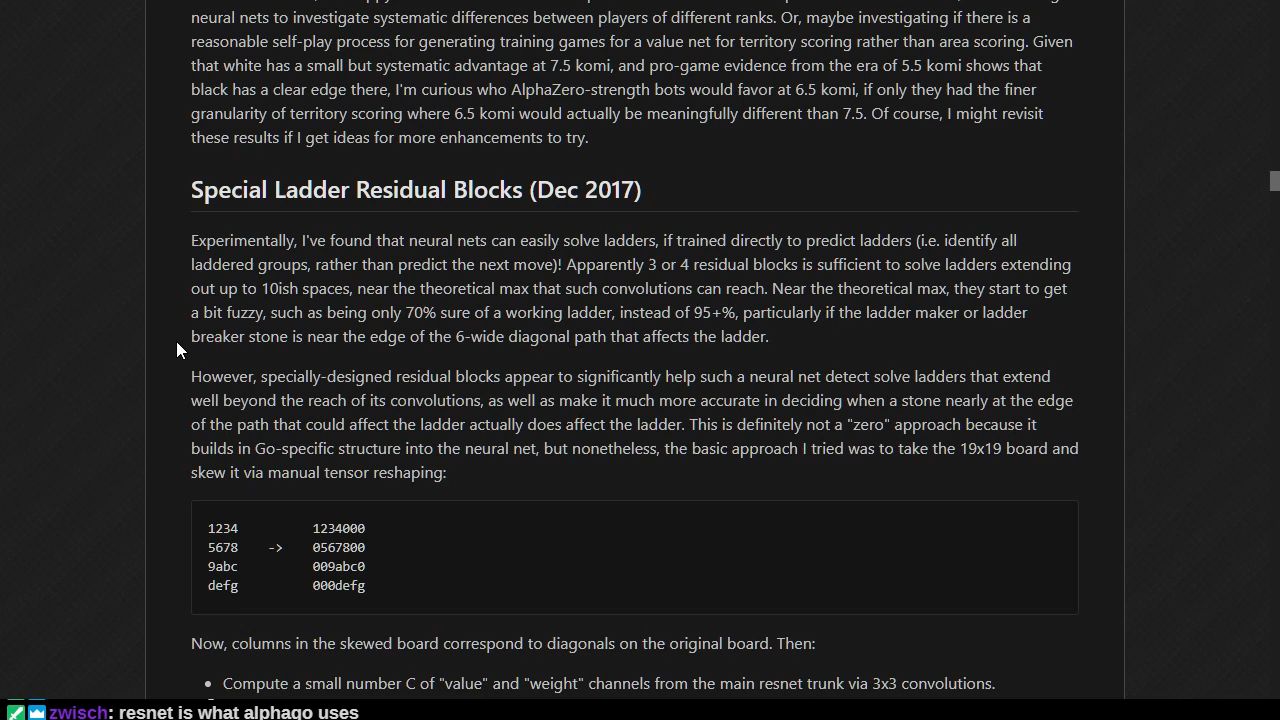 neural nets to investigate systematic differences between players of different ranks. Or, maybe investigating if there is a
reasonable self-play process for generating training games for a value net for territory scoring rather than area scoring. Given
that white has a small but systematic advantage at 7.5 komi, and pro-game evidence from the era of 5.5 komi shows that
black has a clear edge there, I'm curious who AlphaZero-strength bots would favor at 6.5 komi, if only they had the finer
granularity of territory scoring where 6.5 komi would actually be meaningfully different than 7.5. Of course, I might revisit
these results if I get ideas for more enhancements to try.
Special Ladder Residual Blocks (Dec 2017)
Experimentally, I've found that neural nets can easily solve ladders, if trained directly to predict ladders (i.e. identify all
laddered groups, rather than predict the next move)! Apparently 3 or 4 residual blocks is sufficient to solve ladders extending
out up to 10ish spaces, near the theoretical max that such convolutions can reach. Near the theoretical max, they start to get
a bit fuzzy, such as being only 70% sure of a working ladder, instead of 95+%, particularly if the ladder maker or ladder
breaker stone is near the edge of the 6-wide diagonal path that affects the ladder.
However, specially-designed residual blocks appear to significantly help such a neural net detect solve ladders that extend
well beyond the reach of its convolutions, as well as make it much more accurate in deciding when a stone nearly at the edge
of the path that could affect the ladder actually does affect the ladder. This is definitely not a "zero" approach because it
builds in Go-specific structure into the neural net, but nonetheless, the basic approach I tried was to take the 19x19 board and
skew it via manual tensor reshaping:
1234 1234000
5678 -> 0567800
9abc 009abc0
defg 000defg
Now, columns in the skewed board correspond to diagonals on the original board. Then:
• Compute a small number C of "value" and "weight" channels from the main resnet trunk via 3x3 convolutions.
zwisch: resnet is what alphago uses